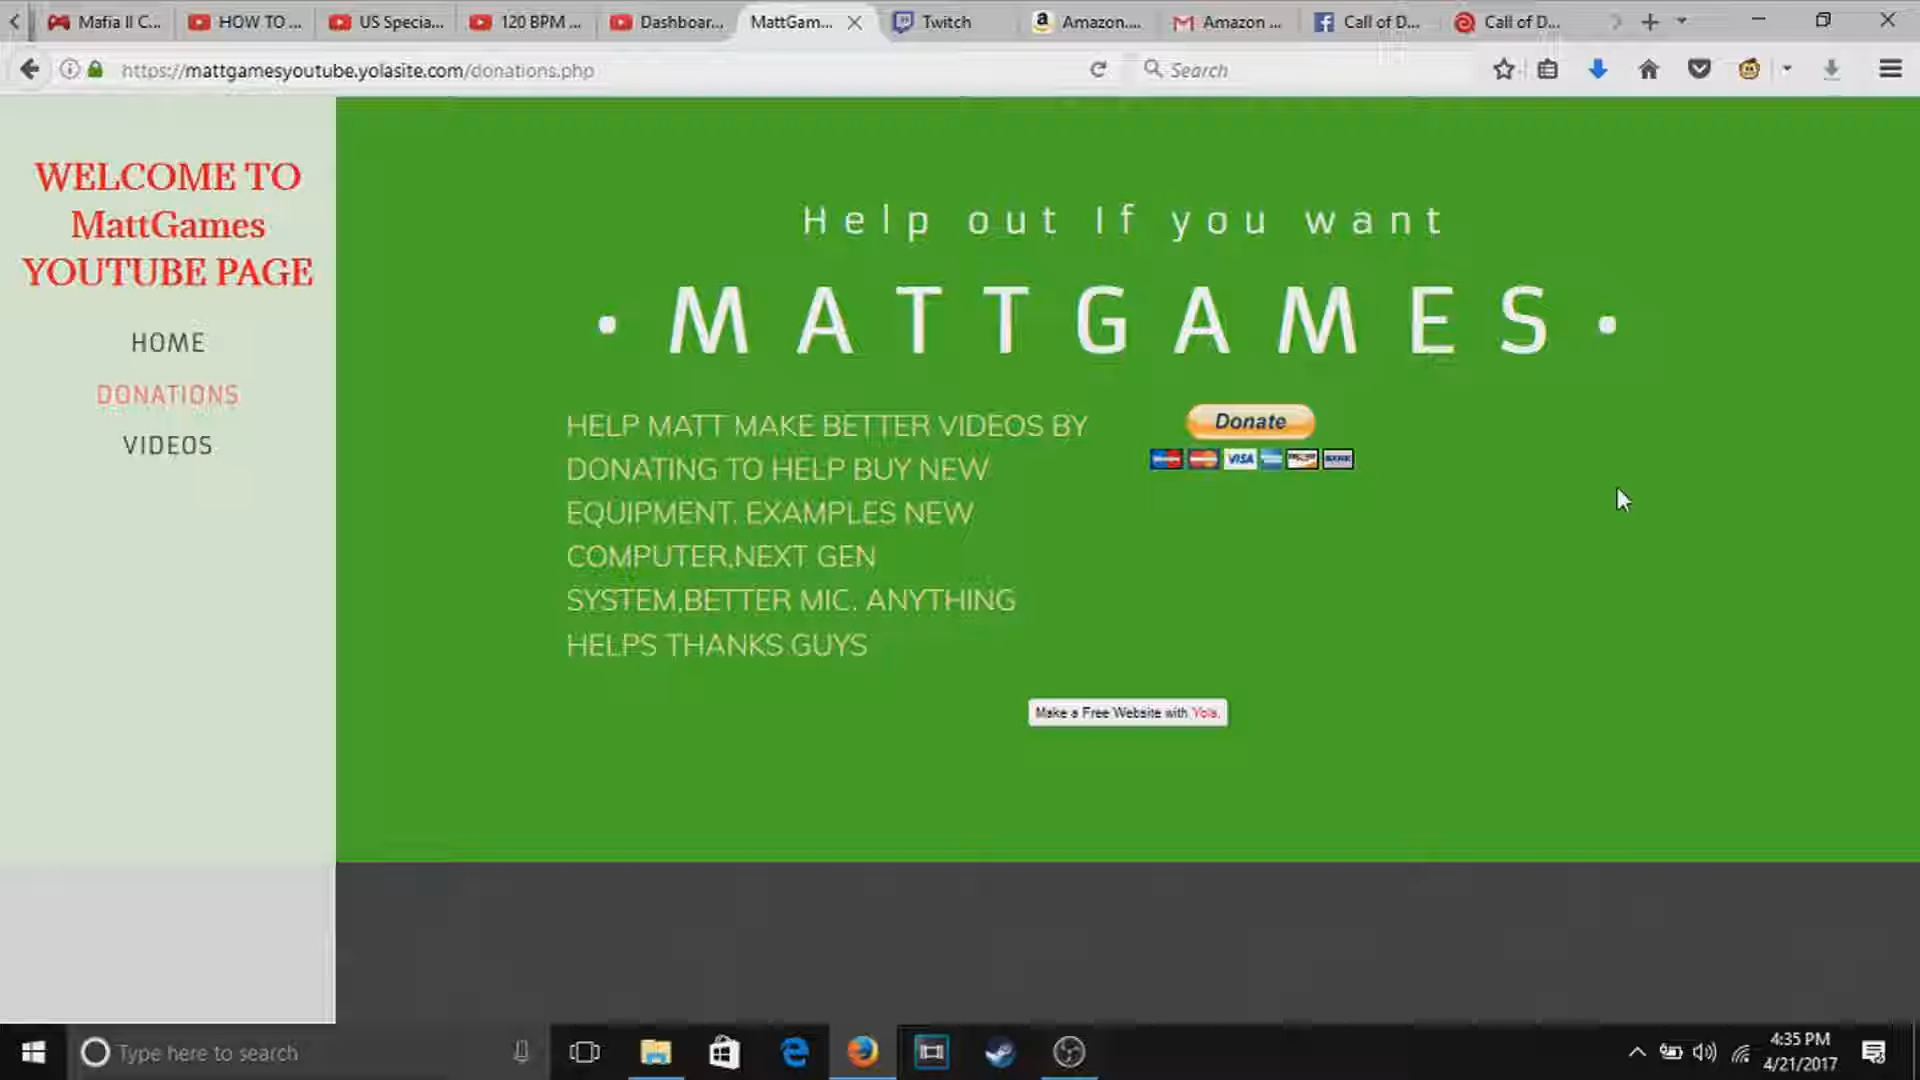 Mafia II C...
HOW TO ...
US Specia...
120 BPM ...
Dashboar...
MattGam...
Twitch
Amazon....
Amazon ...
Call of D...
Call of D...
https://mattgamesyoutube.yolasite.com/donations.php
Search
WELCOME TO
MattGames
YOUTUBE PAGE
HOME
DONATIONS
VIDEOS
Help out If you want
• MATTGAMES •
HELP MATT MAKE BETTER VIDEOS BY
DONATING TO HELP BUY NEW
EQUIPMENT. EXAMPLES NEW
COMPUTER,NEXT GEN
SYSTEM,BETTER MIC. ANYTHING
HELPS THANKS GUYS
Donate
VISA
Make a Free Website with Yola.
Type here to search
4:35 PM
4/21/2017